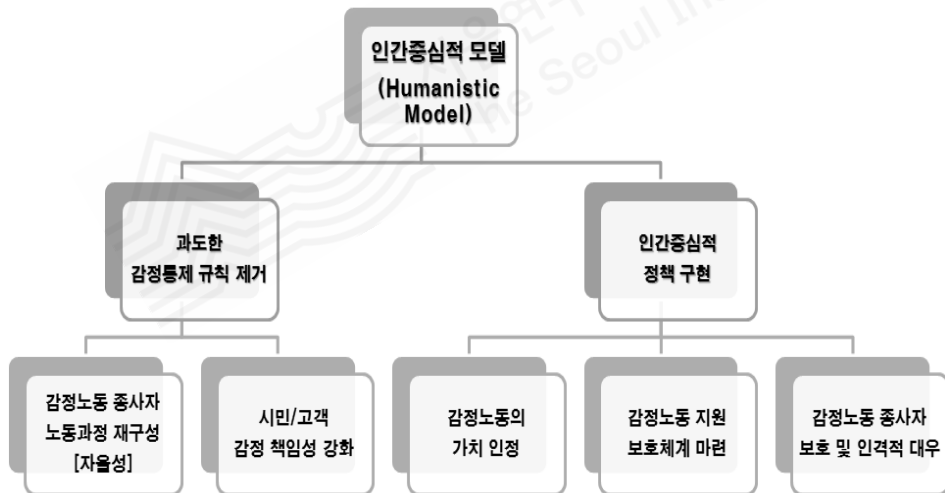 인간중심적 모델
(Humanistic
Model)
과도한
감정통제 규칙 제거
인간중심적
정책 구현
감정노동 종사자
노동과정 재구성
[자율성]
시민/고객
감정 책임성 강화
감정노동의
가치 인정
감정노동 지원
보호체계 마련
감정노동 종사자
보호 및 인격적 대우